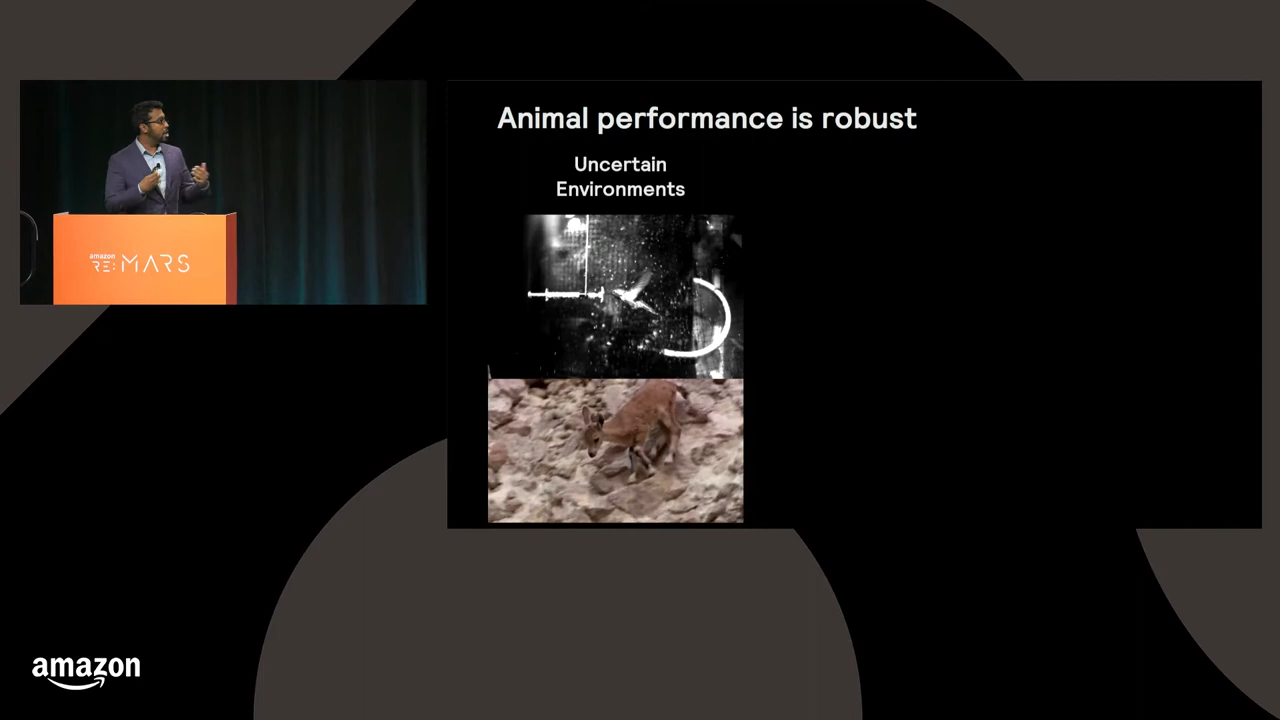 Animal performance is robust
Uncertain
Environments
amazon
RE:MARS
amazon